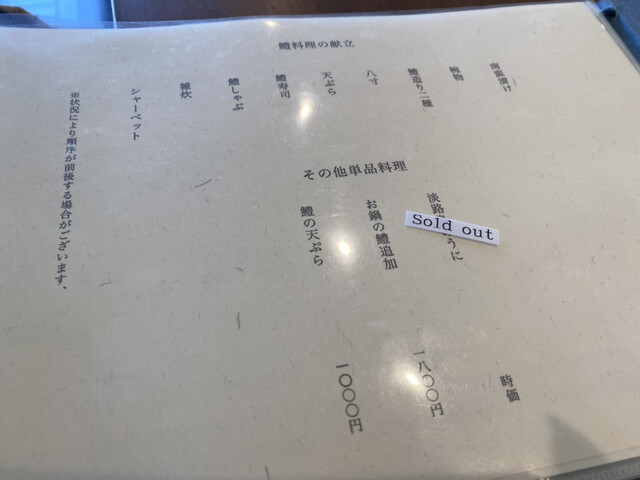 鱧料理の献立
南蛮漬け
椀物
鱧造り二種
八寸
天ぷら
鱧寿司
鱧しゃぶ
雑炊
シャーベット
※状況により順序が前後する場合がございます、
その他単品料理
淡路 うに
Sold out
時価
お鍋の鱧追加
一八〇〇円
鱧の天ぷら
一〇〇〇円